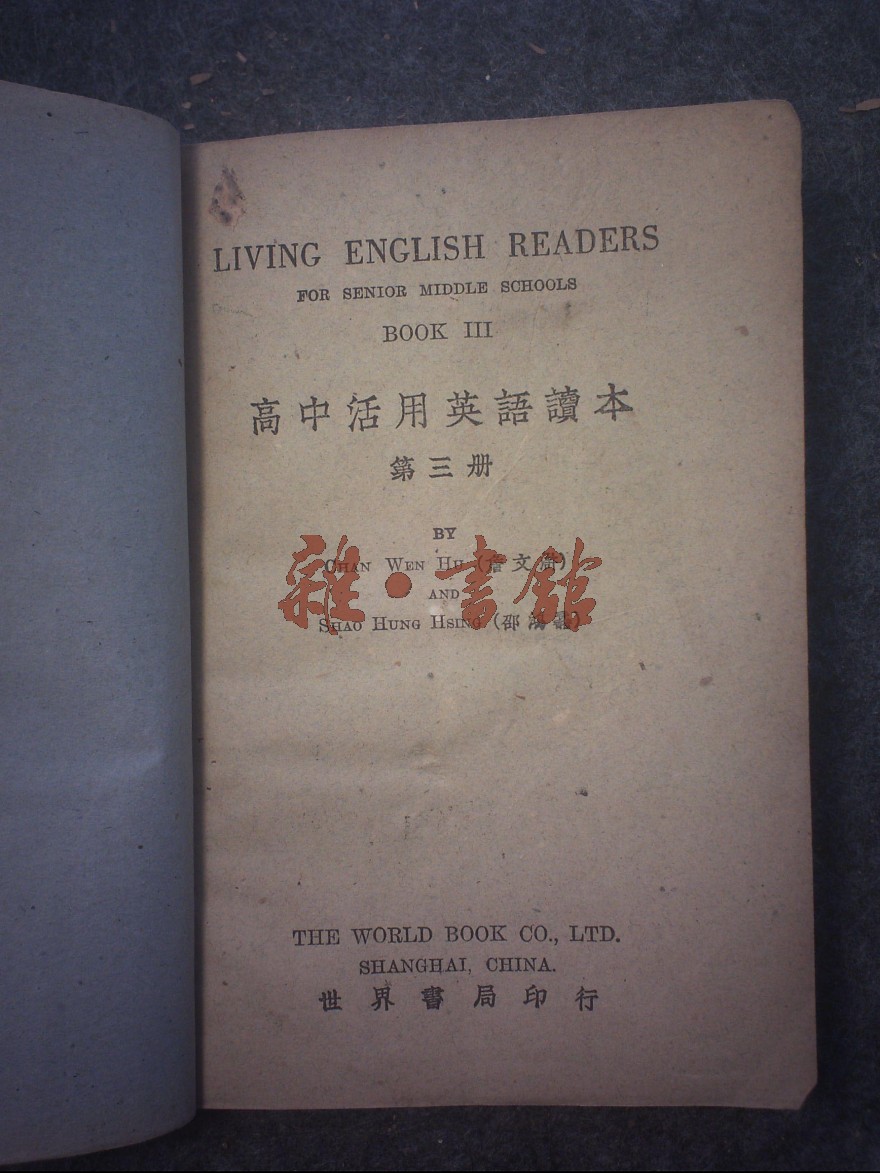 LIVING ENGLISH READERS
FOR SENIOR MIDDLE SCHOOLS
BOOK III
高中活用英語讀本
第三册
BY
CHAN WEN HU (詹文滸)
AND
SHAO HUNG HSING (邵鴻馨)
雜·書館
THE WORLD BOOK CO., LTD.
SHANGHAI, CHINA.
世界書局印行